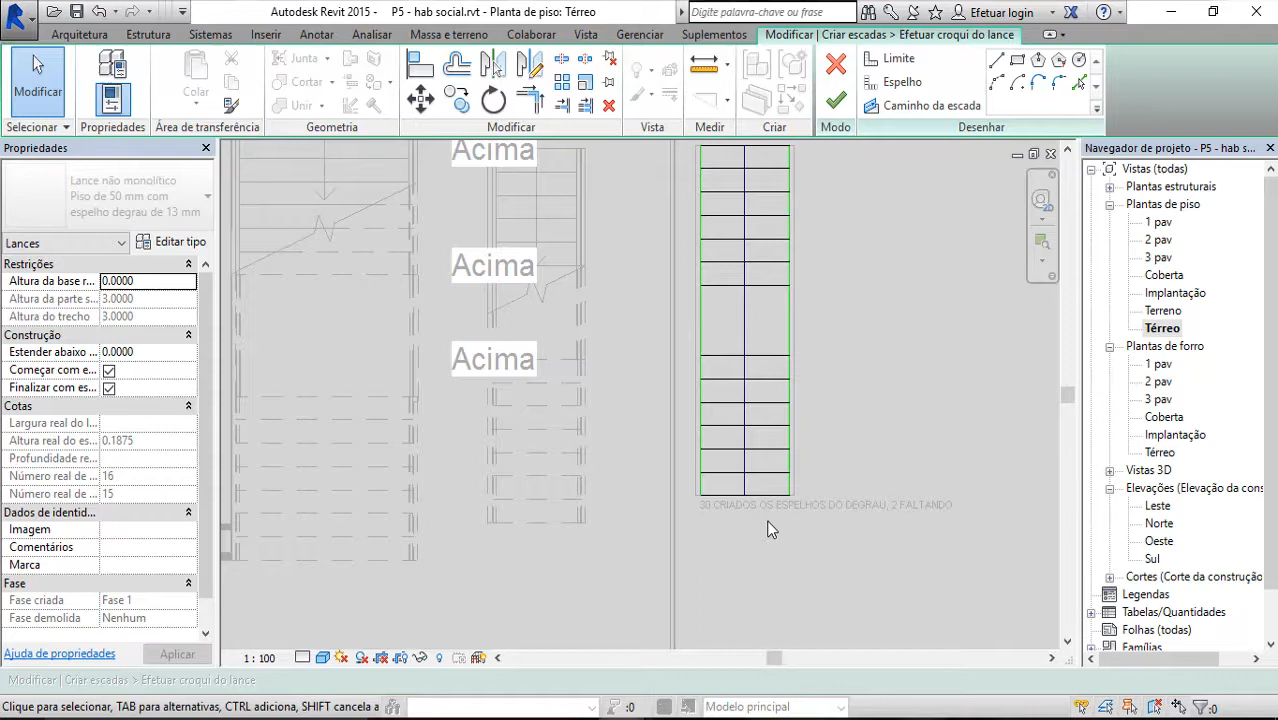 Autodesk Revit 2015 - P5 - hab social.rvt - Planta de piso: Térreo
Digite palavra-chave ou frase
Efetuar login
Arquitetura Estrutura Sistemas Inserir Anotar Analisar Massa e terreno Colaborar Vista Gerenciar Suplementos Modificar | Criar escadas > Efetuar croqui do lance
Modificar
Colar
Junta
Cortar
Unir
Limite
Espelho
Caminho da escada
Selecionar Propriedades Área de transferência Geometria Modificar Vista Medir Criar Modo Desenhar
Propriedades
Lance não monolítico
Piso de 50 mm com
espelho degrau de 13 mm
Lances
Editar tipo
Restrições
Altura da base r... 0.0000
Altura da parte s... 3.0000
Altura do trecho 3.0000
Construção
Estender abaixo ... 0.0000
Começar com e...
Finalizar com es...
Cotas
Largura real do l...
Altura real do es... 0.1875
Profundidade re...
Número real de ... 16
Número real de ... 15
Dados de identid...
Imagem
Comentários
Marca
Fase
Fase criada Fase 1
Fase demolida Nenhum
Ajuda de propriedades
Aplicar
Acima
Acima
Acima
30 CRIADOS OS ESPELHOS DO DEGRAU, 2 FALTANDO
Navegador de projeto - P5 - hab s...
Vistas (todas)
Plantas estruturais
Plantas de piso
1 pav
2 pav
3 pav
Coberta
Implantação
Terreno
Térreo
Plantas de forro
1 pav
2 pav
3 pav
Coberta
Implantação
Térreo
Vistas 3D
Elevações (Elevação da cons
Leste
Norte
Oeste
Sul
Cortes (Corte da construção
Legendas
Tabelas/Quantidades
Folhas (todas)
Famílias
1 : 100
Modificar | Criar escadas > Efetuar croqui do lance
Clique para selecionar, TAB para alternativas, CTRL adiciona, SHIFT cancela a
:0
Modelo principal
:0